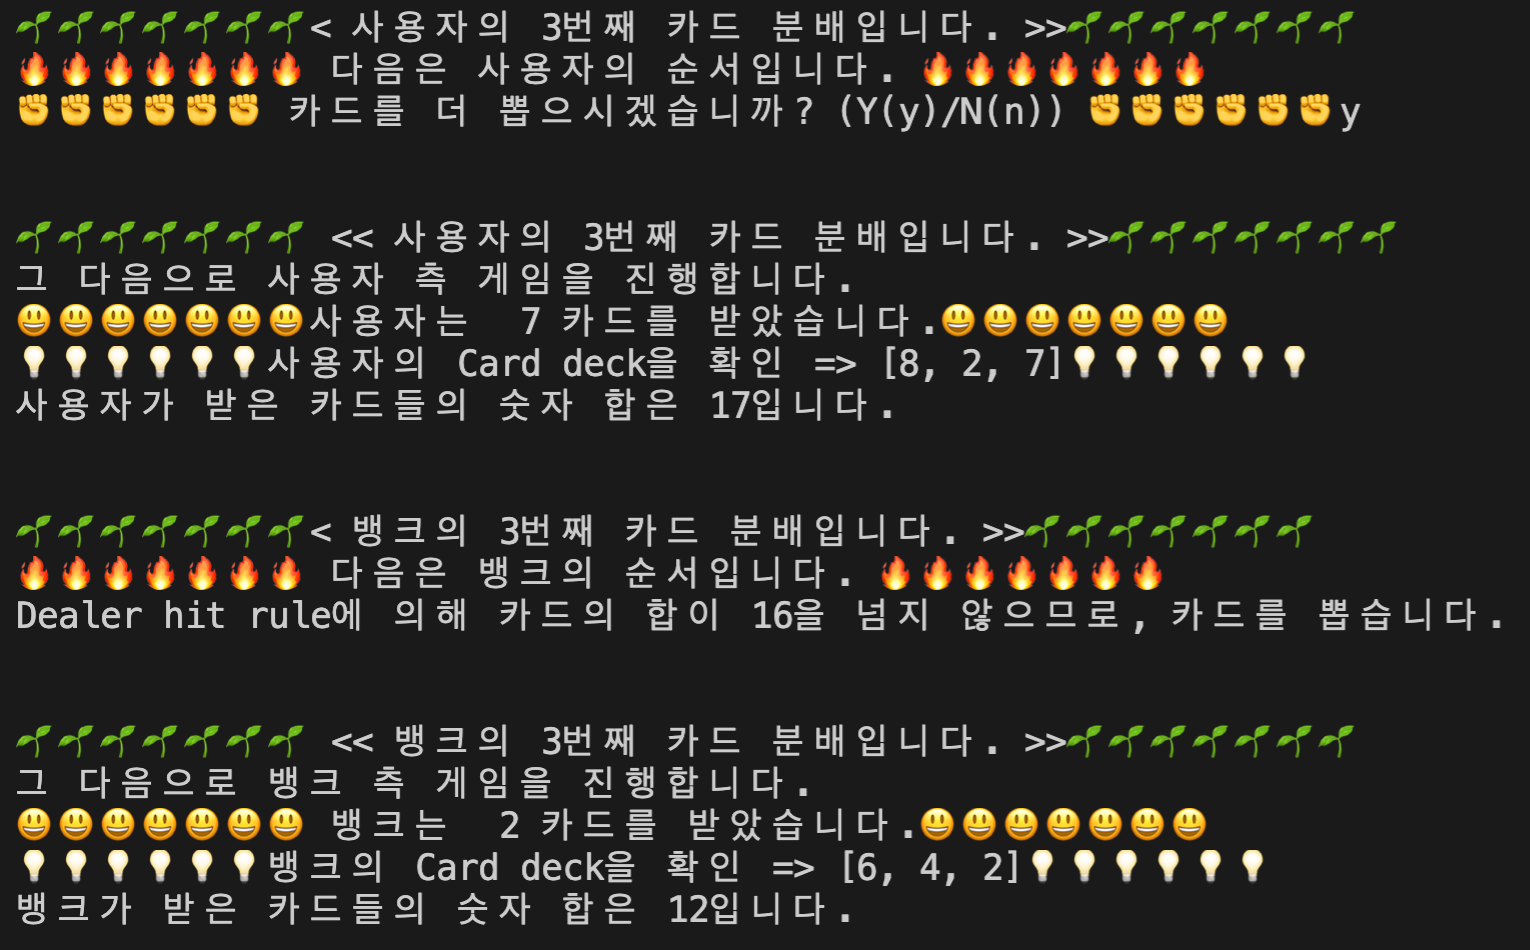 🌱🌱🌱🌱🌱🌱🌱< 사용자의 3번째 카드 분배입니다. >>🌱🌱🌱🌱🌱🌱🌱
🔥🔥🔥🔥🔥🔥🔥 다음은 사용자의 순서입니다. 🔥🔥🔥🔥🔥🔥🔥
✊✊✊✊✊✊ 카드를 더 뽑으시겠습니까? (Y(y)/N(n)) ✊✊✊✊✊✊y
🌱🌱🌱🌱🌱🌱🌱 << 사용자의 3번째 카드 분배입니다. >>🌱🌱🌱🌱🌱🌱🌱
그 다음으로 사용자 측 게임을 진행합니다.
😃😃😃😃😃😃😃사용자는  7 카드를 받았습니다.😃😃😃😃😃😃😃
💡💡💡💡💡💡사용자의 Card deck을 확인 => [8, 2, 7]💡💡💡💡💡💡
사용자가 받은 카드들의 숫자 합은 17입니다.
🌱🌱🌱🌱🌱🌱🌱< 뱅크의 3번째 카드 분배입니다. >>🌱🌱🌱🌱🌱🌱🌱
🔥🔥🔥🔥🔥🔥🔥 다음은 뱅크의 순서입니다. 🔥🔥🔥🔥🔥🔥🔥
Dealer hit rule에 의해 카드의 합이 16을 넘지 않으므로, 카드를 뽑습니다.
🌱🌱🌱🌱🌱🌱🌱 << 뱅크의 3번째 카드 분배입니다. >>🌱🌱🌱🌱🌱🌱🌱
그 다음으로 뱅크 측 게임을 진행합니다.
😃😃😃😃😃😃😃 뱅크는  2 카드를 받았습니다.😃😃😃😃😃😃😃
💡💡💡💡💡💡뱅크의 Card deck을 확인 => [6, 4, 2]💡💡💡💡💡💡
뱅크가 받은 카드들의 숫자 합은 12입니다.